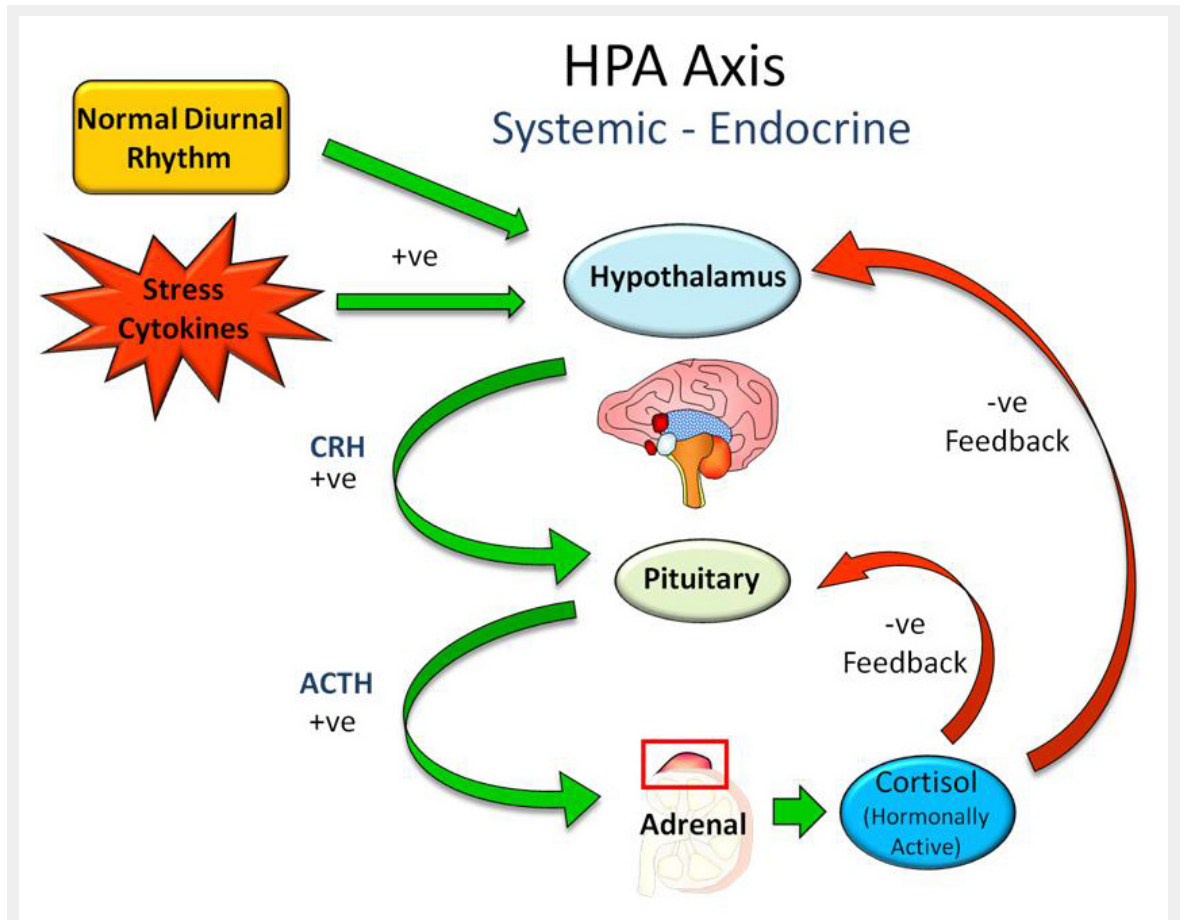 HPA Axis
Systemic - Endocrine
Normal Diurnal
Rhythm
Stress
Cytokines
+ve
Hypothalamus
-ve
Feedback
CRH
+ve
Pituitary
-ve
Feedback
ACTH
+ve
Adrenal
Cortisol
(Hormonally
Active)